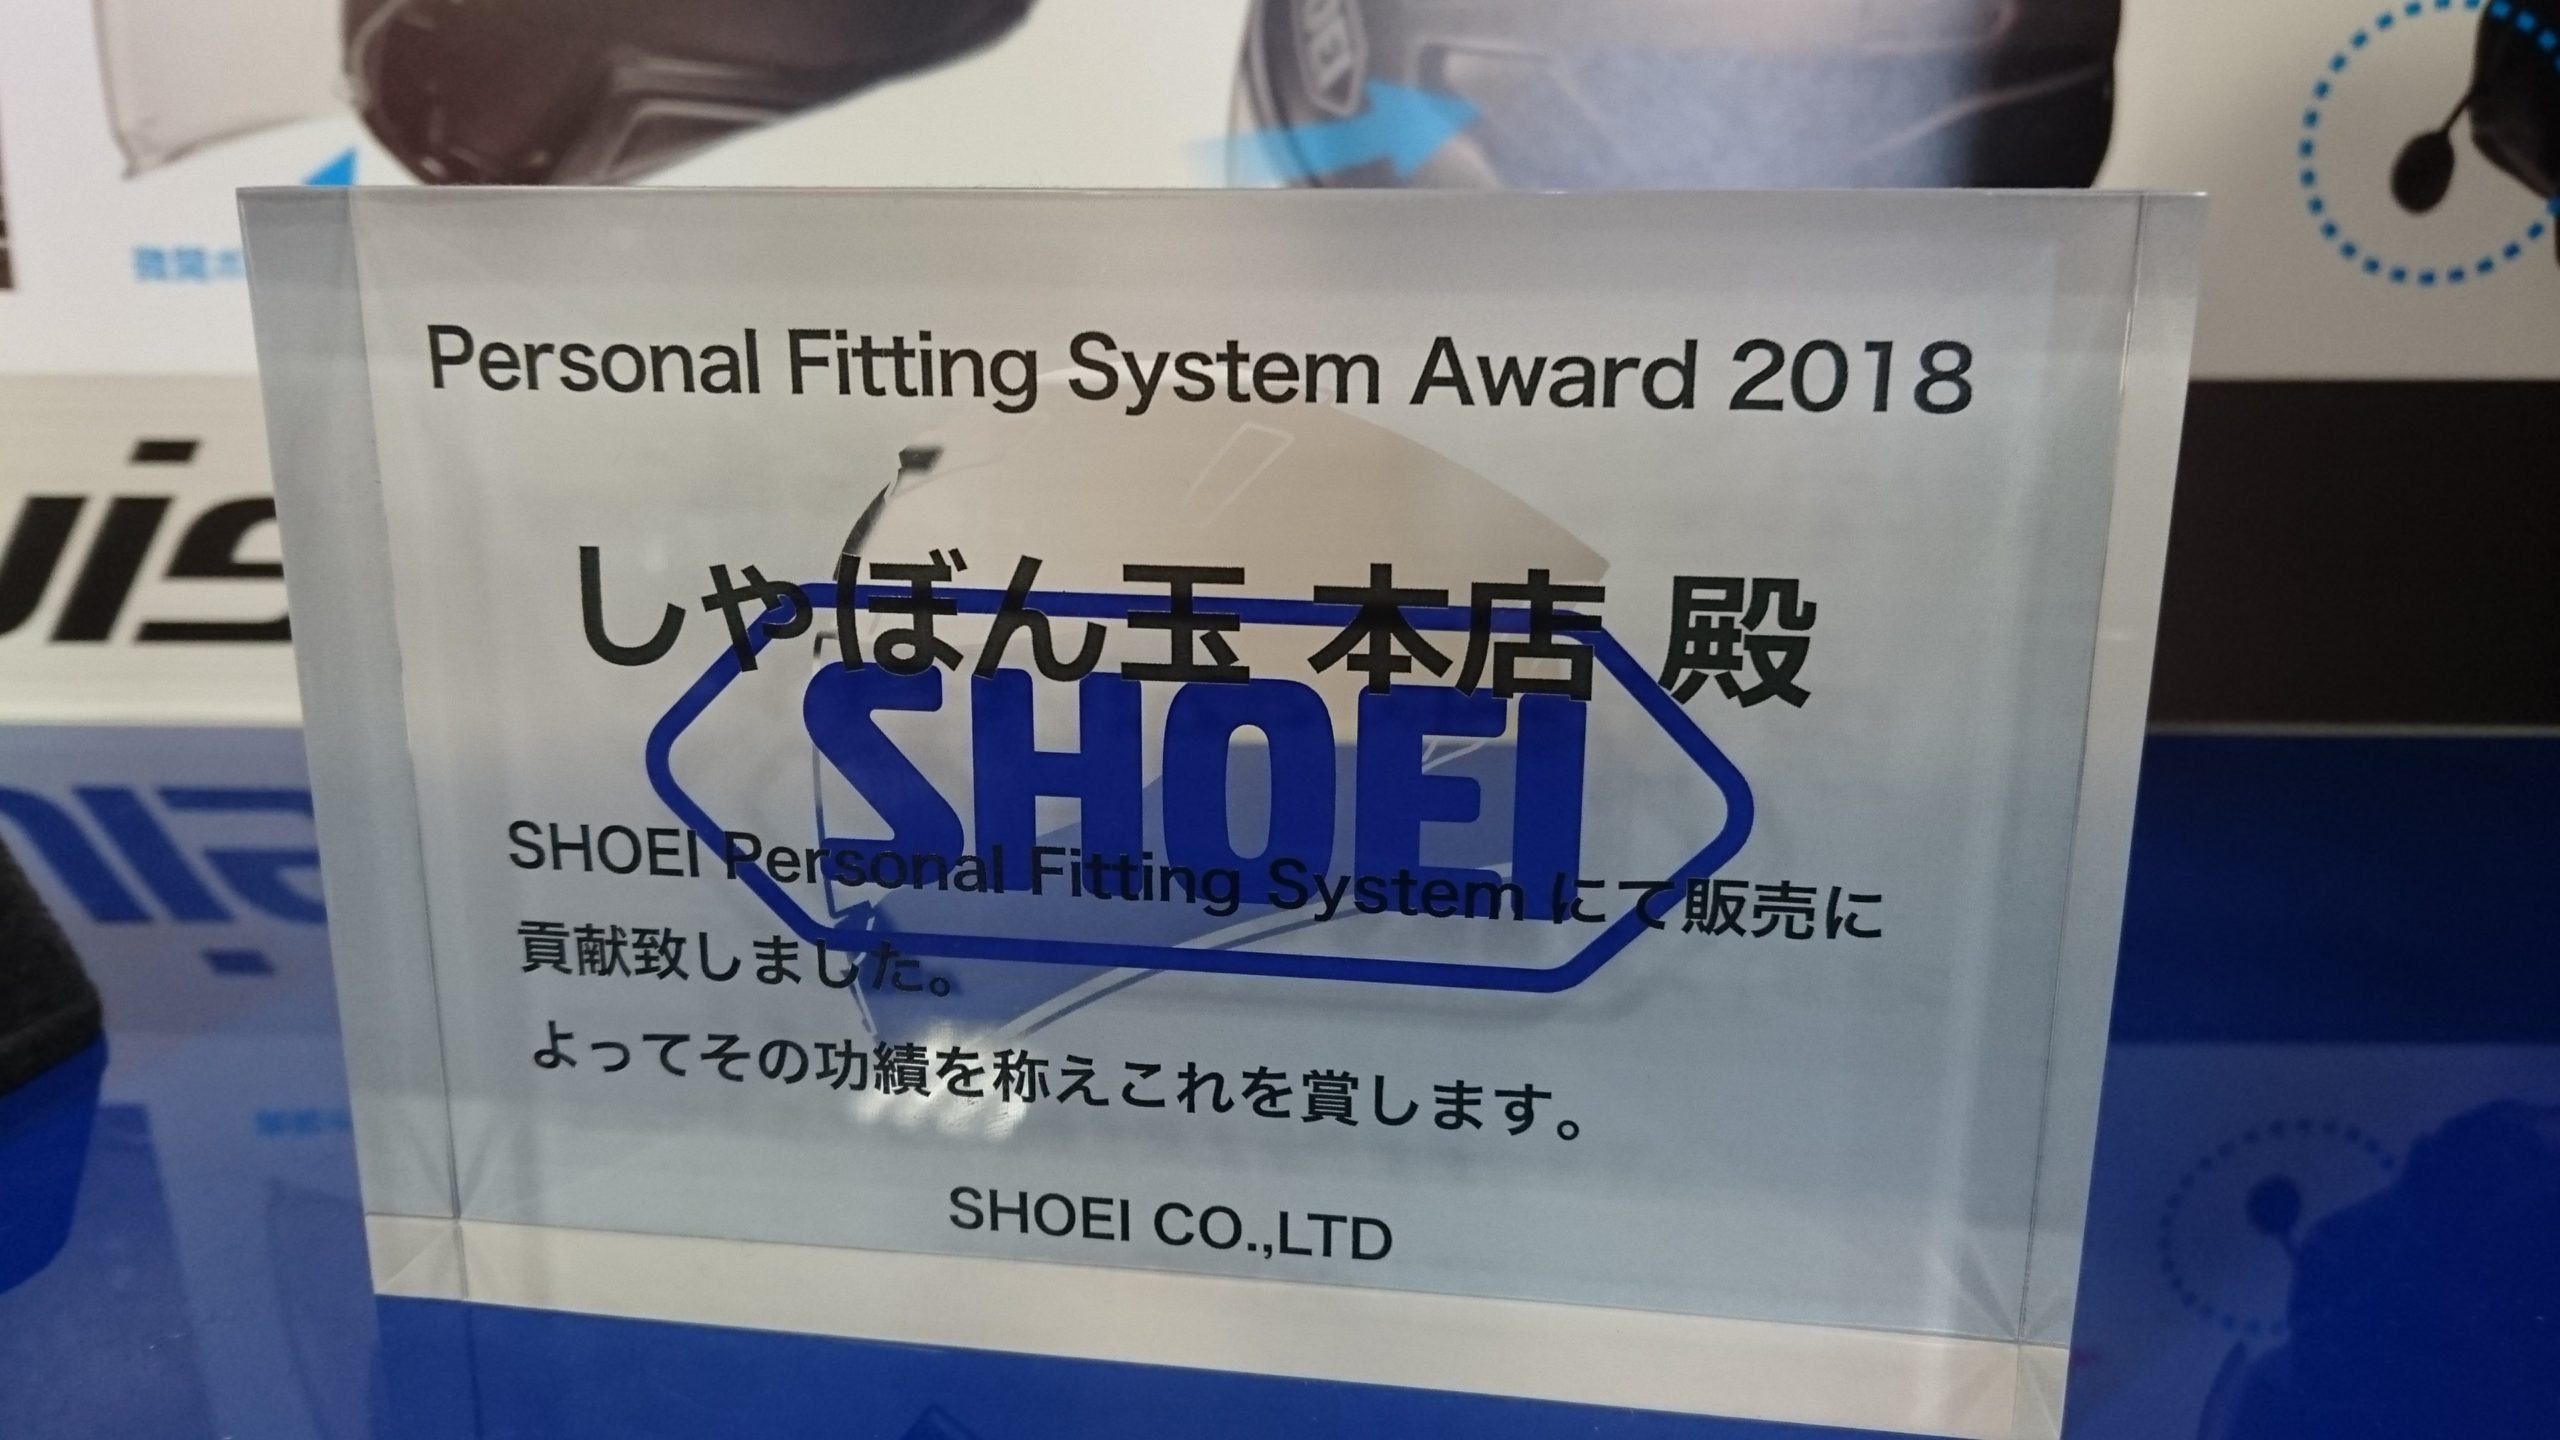 SHOEI
Personal Fitting System Award 2018
しゃぼん玉 本店 殿
SHOEI
SHOEI Personal Fitting System にて販売に
貢献致しました。
よってその功績を称えこれを賞します。
SHOEI CO.,LTD